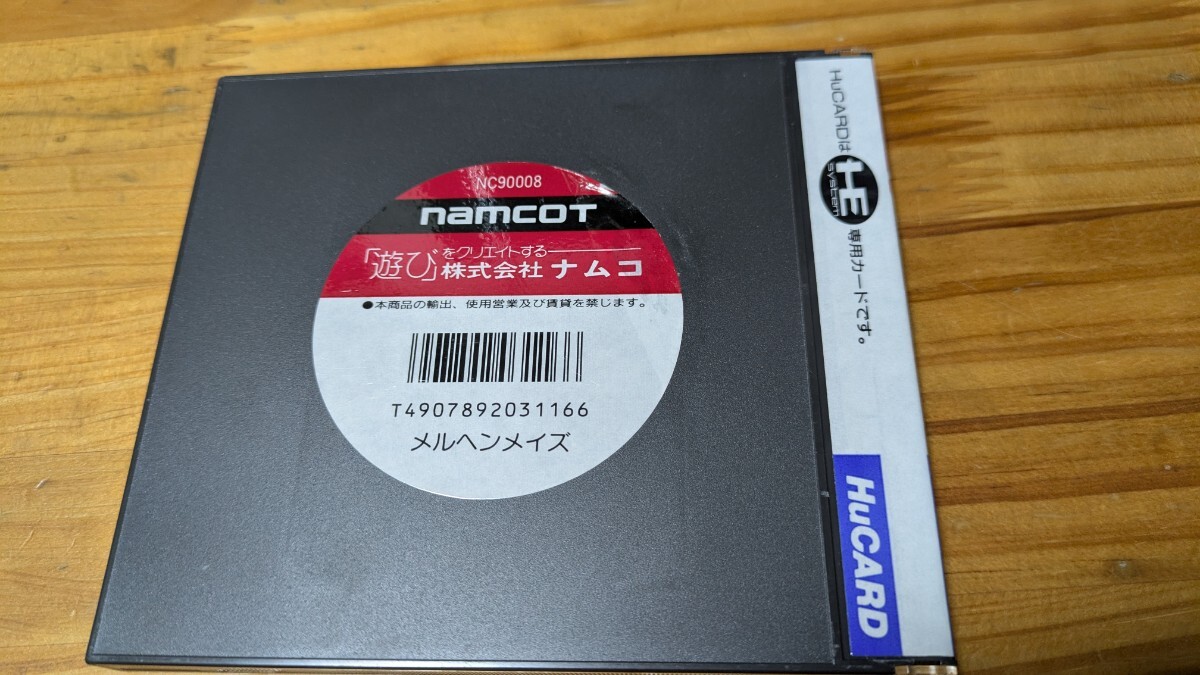 NC90008
namcot
「遊び」をクリエイトする
株式会社 ナムコ
●本商品の輸出、使用営業及び賃貸を禁じます。
T4907892031166
メルヘンメイズ
HuCARDは HE system 専用カードです。
HuCARD